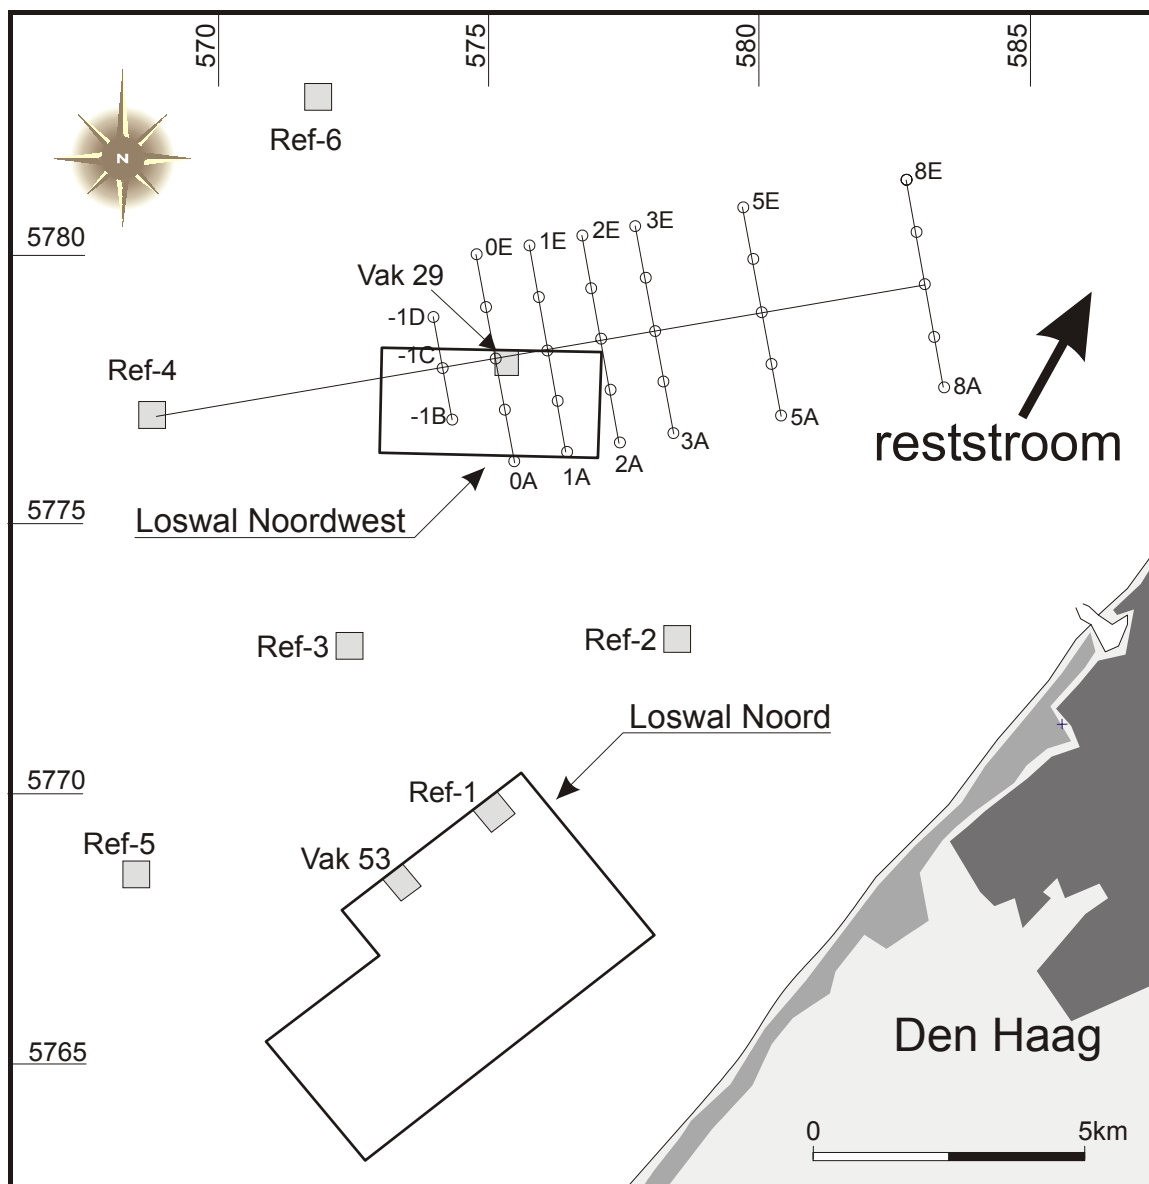 570
575
580
585
Ref-6
N
8E
5E
3E
2E
1E
0E
5780
Vak 29
-1D
-1C
Ref-4
-1B
8A
5A
3A
2A
1A
0A
reststroom
5775
Loswal Noordwest
Ref-3
Ref-2
Loswal Noord
5770
Ref-1
Ref-5
Vak 53
Den Haag
5765
0
5km